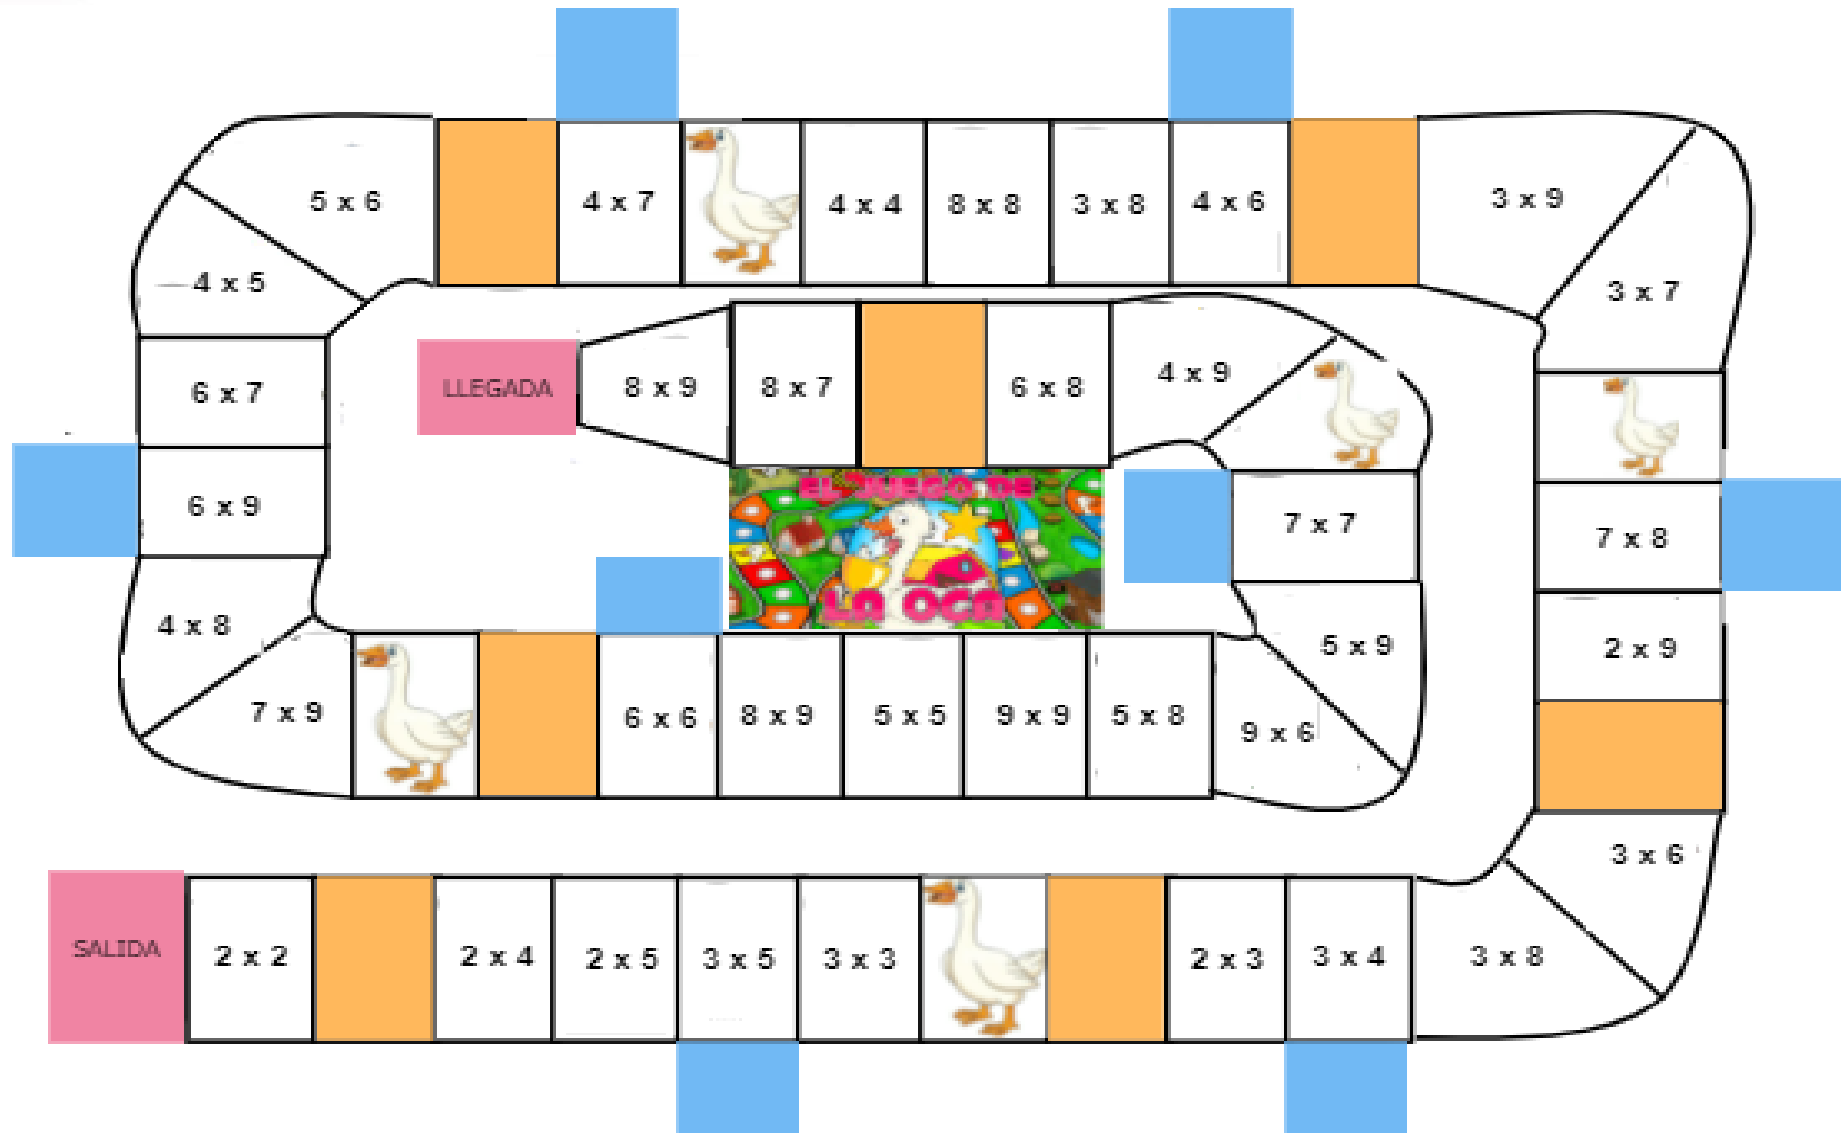 5 x 6
4 x 7
4 x 4
8 x 8
3 x 8
4 x 6
3 x 9
4 x 5
3 x 7
6 x 7
LLEGADA
8 x 9
8 x 7
6 x 8
4 x 9
6 x 9
EL JUEGO DE
LA OCA
7 x 7
7 x 8
4 x 8
5 x 9
2 x 9
7 x 9
6 x 6
8 x 9
5 x 5
9 x 9
5 x 8
9 x 6
3 x 6
SALIDA
2 x 2
2 x 4
2 x 5
3 x 5
3 x 3
2 x 3
3 x 4
3 x 8